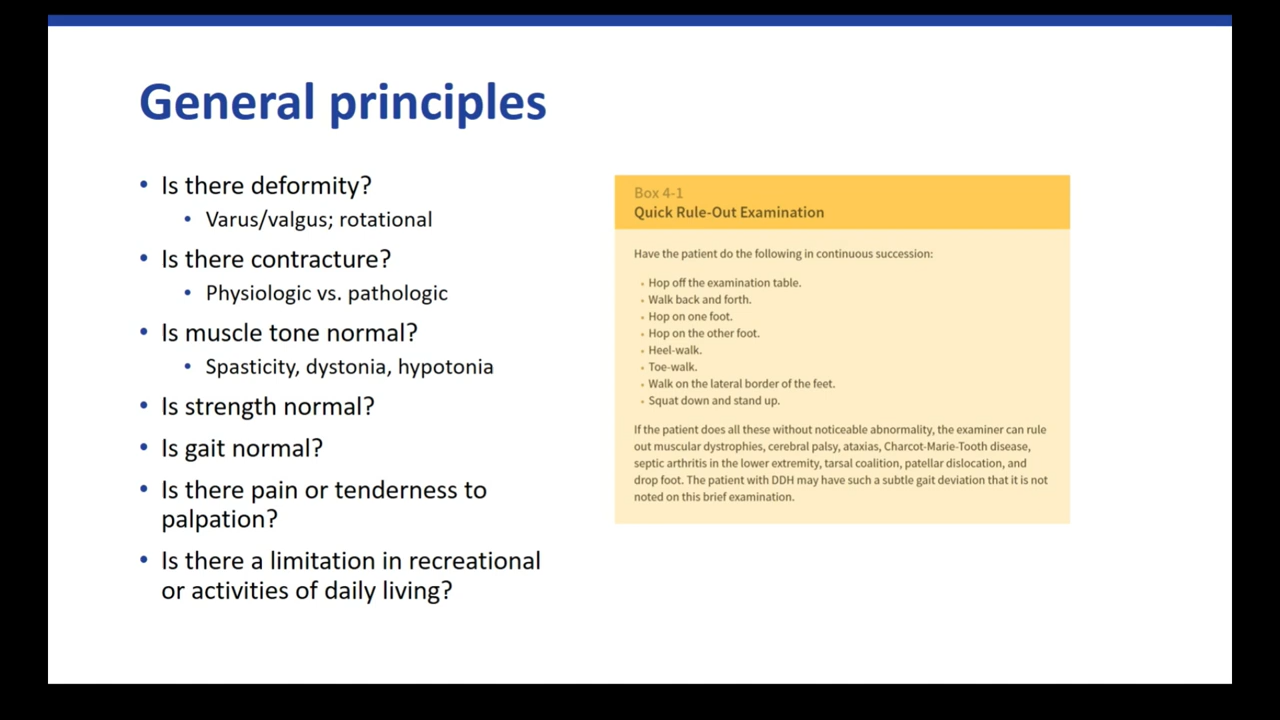 General principles
• Is there deformity?
• Varus/valgus; rotational
• Is there contracture?
• Physiologic vs. pathologic
• Is muscle tone normal?
• Spasticity, dystonia, hypotonia
• Is strength normal?
• Is gait normal?
• Is there pain or tenderness to
palpation?
• Is there a limitation in recreational
or activities of daily living?
Box 4-1
Quick Rule-Out Examination
Have the patient do the following in continuous succession:
• Hop off the examination table.
• Walk back and forth.
• Hop on one foot.
• Hop on the other foot.
• Heel-walk.
• Toe-walk.
• Walk on the lateral border of the feet.
• Squat down and stand up.
If the patient does all these without noticeable abnormality, the examiner can rule
out muscular dystrophies, cerebral palsy, ataxias, Charcot-Marie-Tooth disease,
septic arthritis in the lower extremity, tarsal coalition, patellar dislocation, and
drop foot. The patient with DDH may have such a subtle gait deviation that it is not
noted on this brief examination.